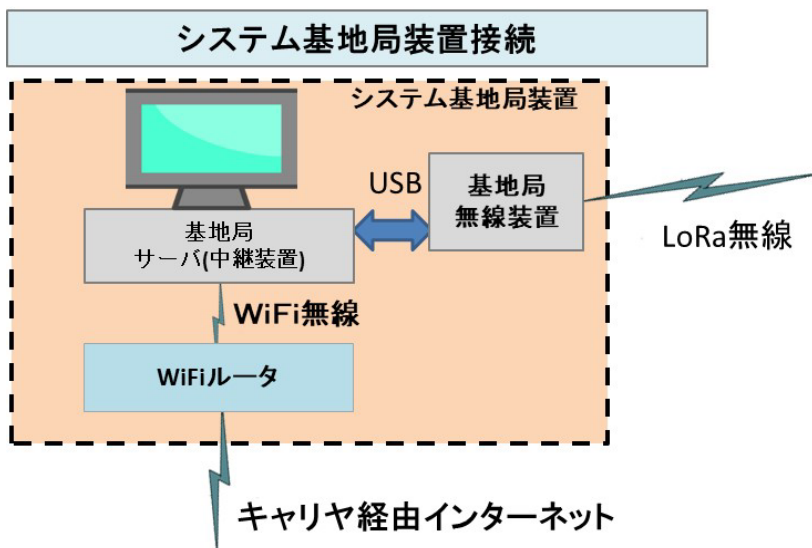 システム基地局装置接続
システム基地局装置
USB
基地局
無線装置
基地局
サーバ(中継装置)
LoRa無線
WiFi無線
WiFiルータ
キャリヤ経由インターネット